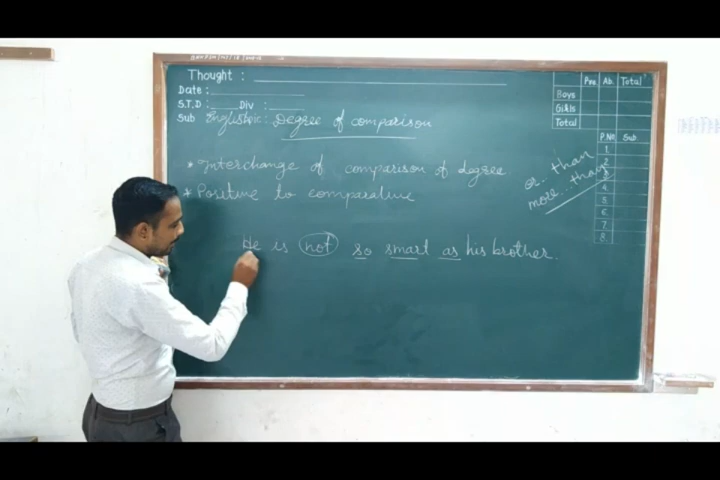 Thought :
Date :
S.T.D : Div :
Sub English Topic : Degree of comparison
* Interchange of comparison of degree
* Positive to comparative
er.. than
more... than
He is not so smart as his brother.
Pre. Ab. Total
Boys
Girls
Total
P.No Sub.
1.
2
3
4.
5.
6.
7.
8.